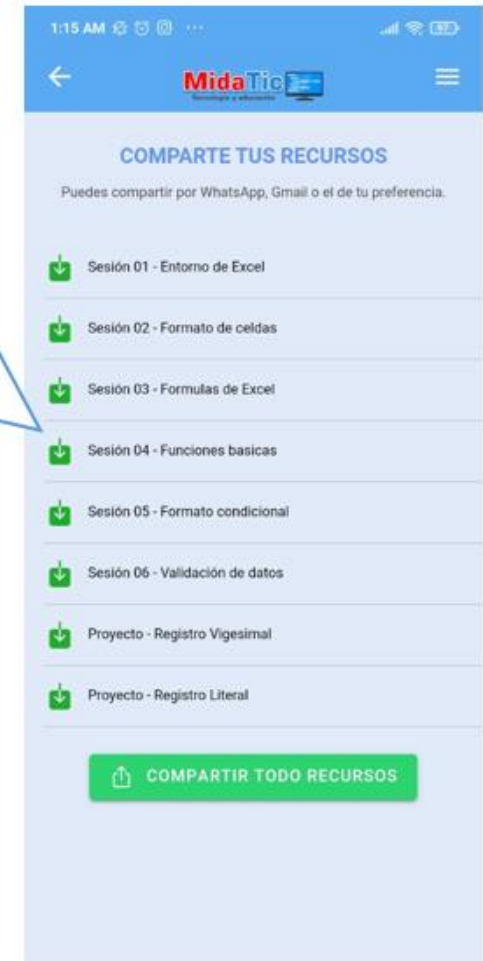 1:15 AM
97
MidaTic
Tecnología y educación
COMPARTE TUS RECURSOS
Puedes compartir por WhatsApp, Gmail o el de tu preferencia.
Sesión 01 - Entorno de Excel
Sesión 02 - Formato de celdas
Sesión 03 - Formulas de Excel
Sesión 04 - Funciones basicas
Sesión 05 - Formato condicional
Sesión 06 - Validación de datos
Proyecto - Registro Vigesimal
Proyecto - Registro Literal
COMPARTIR TODO RECURSOS